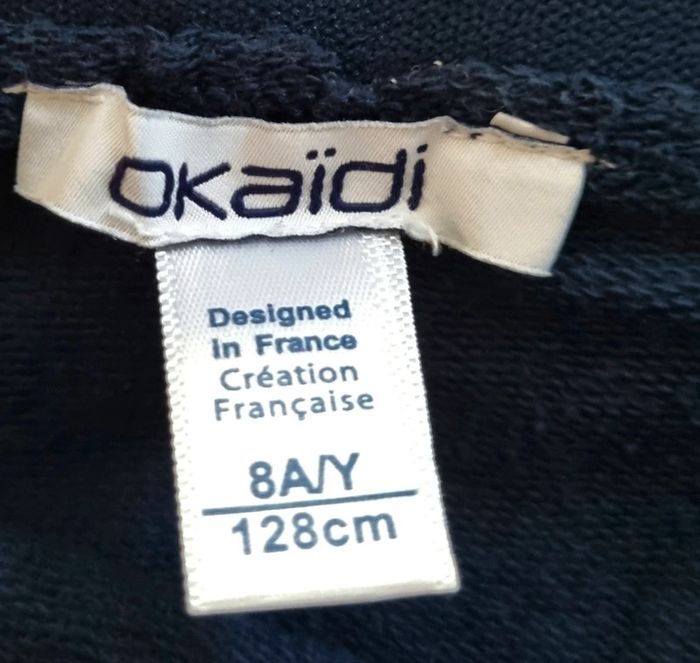 okaïdi
Designed
in France
Création
Française
8A/Y
128cm